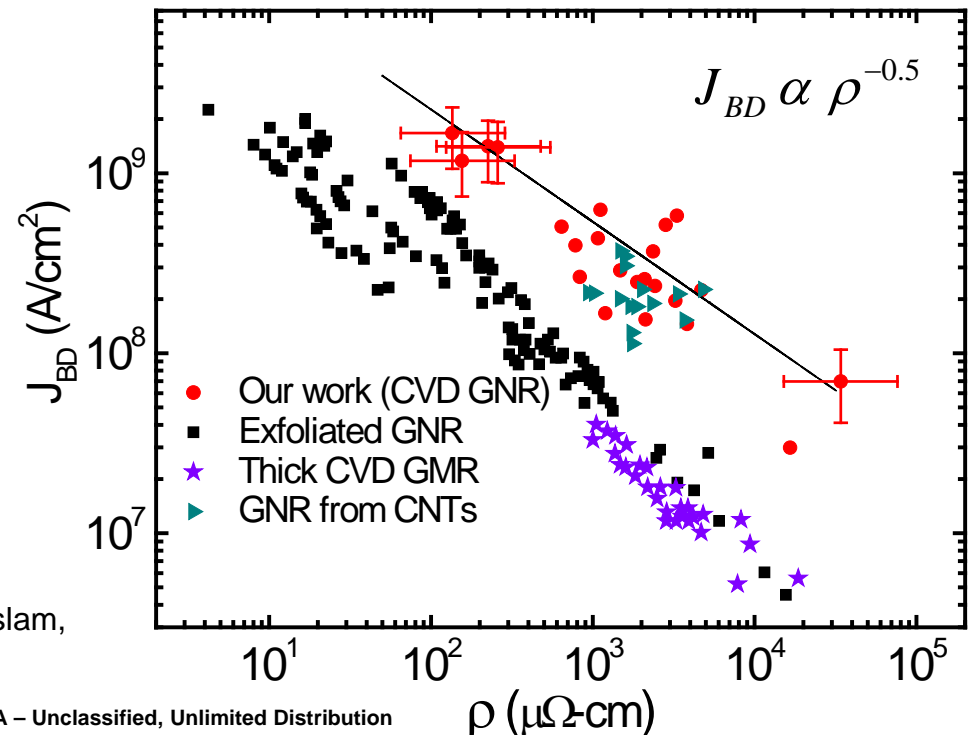 J_BD α ρ^−0.5
10^9
10^8
10^7
J_BD (A/cm^2)
Our work (CVD GNR)
Exfoliated GNR
Thick CVD GMR
GNR from CNTs
10^1 10^2 10^3 10^4 10^5
ρ (μΩ-cm)
slam,
A – Unclassified, Unlimited Distribution